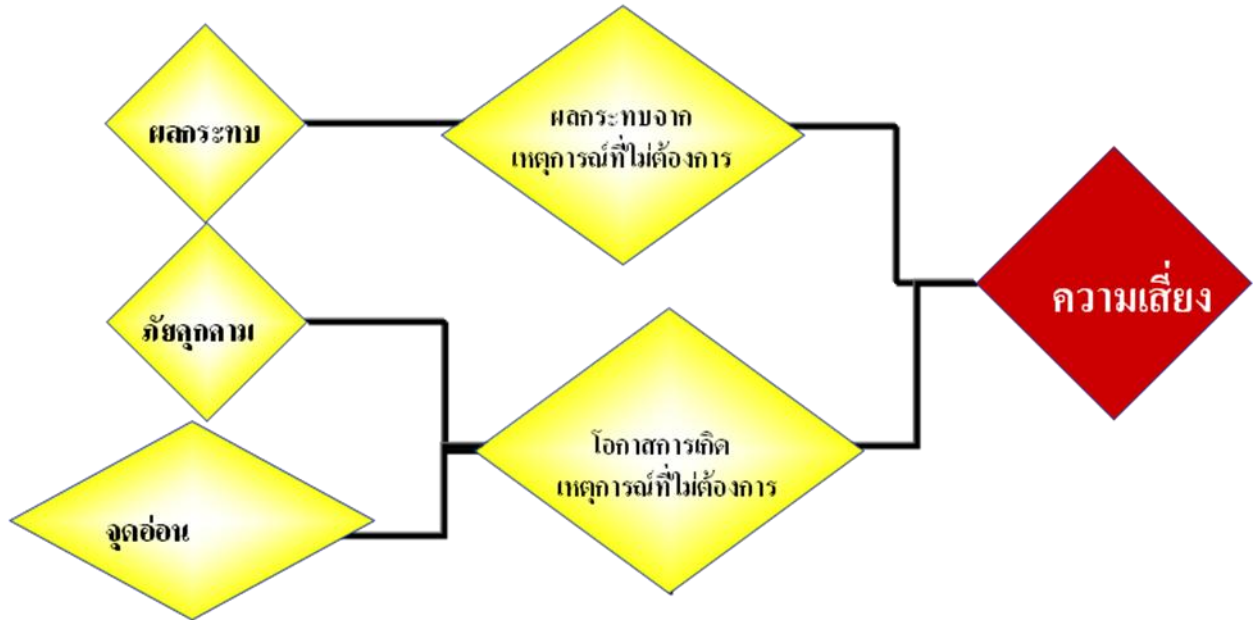 ผลกระทบ
ผลกระทบจาก
เหตุการณ์ที่ไม่ต้องการ
ความเสี่ยง
ภัยคุกคาม
โอกาสการเกิด
เหตุการณ์ที่ไม่ต้องการ
จุดอ่อน